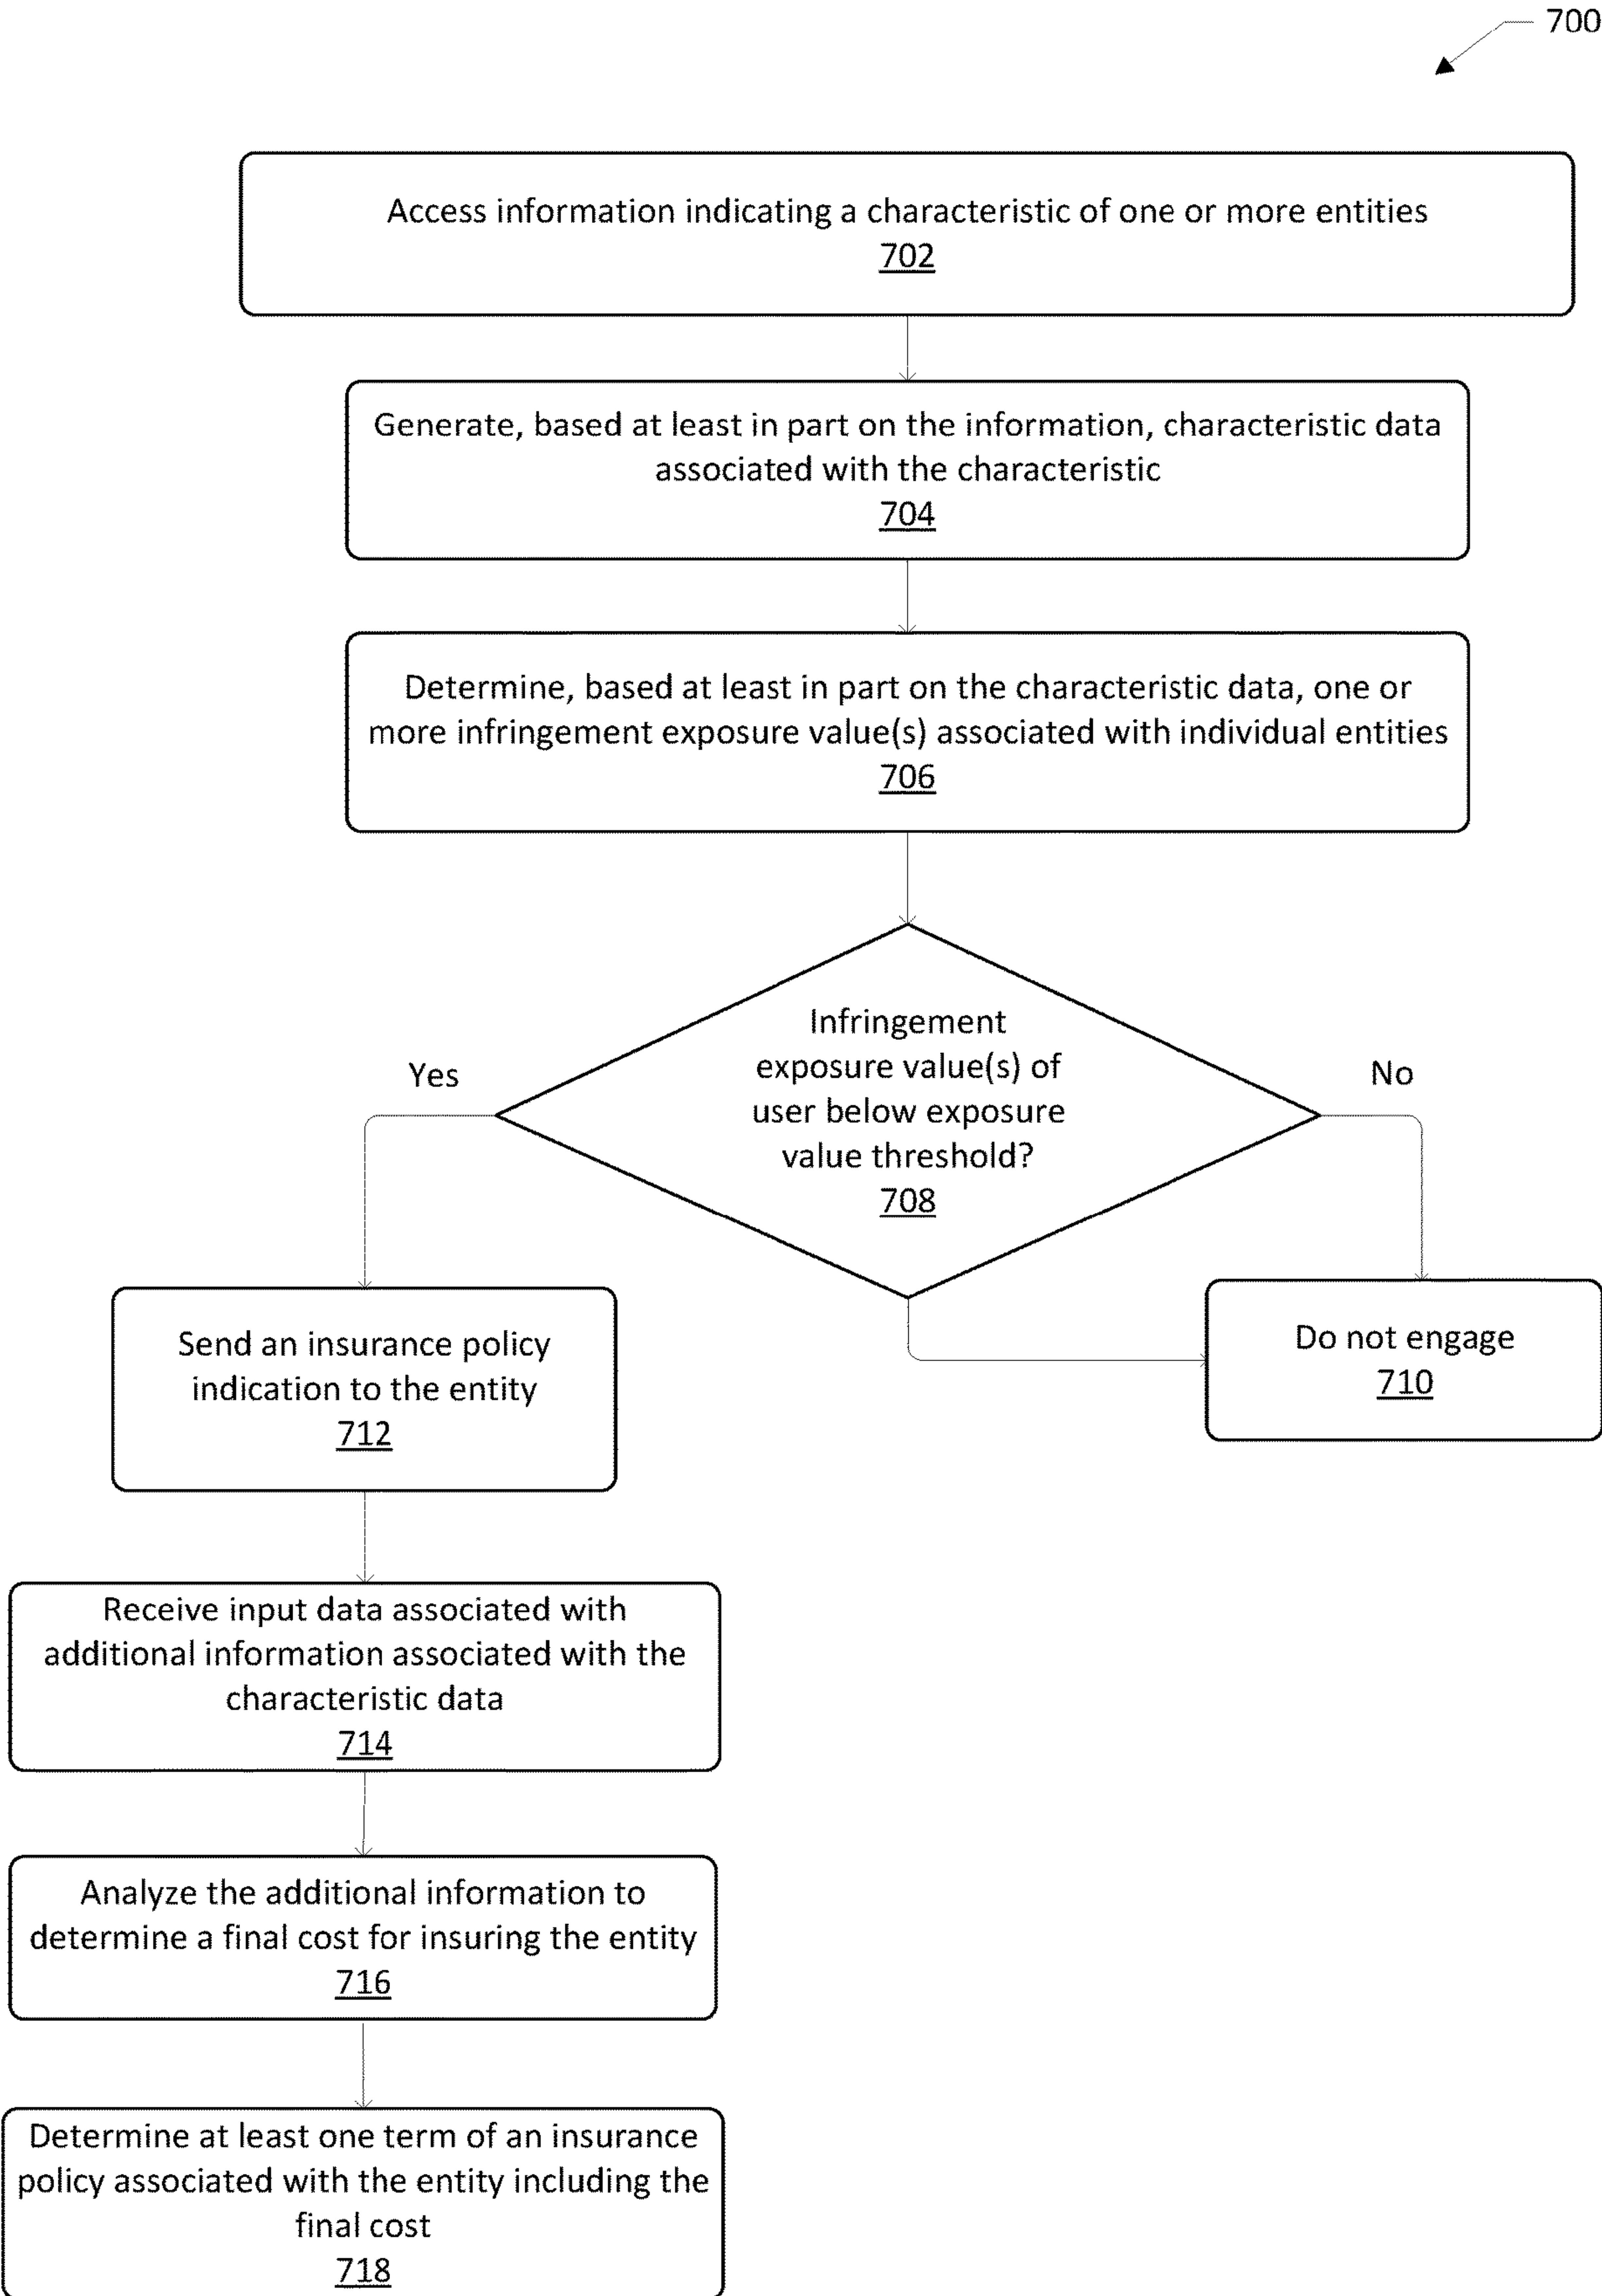 700
Access information indicating a characteristic of one or more entities
702
Generate, based at least in part on the information, characteristic data
associated with the characteristic
704
Determine, based at least in part on the characteristic data, one or
more infringement exposure value(s) associated with individual entities
706
Infringement
exposure value(s) of
user below exposure
value threshold?
708
Yes
No
Send an insurance policy
indication to the entity
712
Do not engage
710
Receive input data associated with
additional information associated with the
characteristic data
714
Analyze the additional information to
determine a final cost for insuring the entity
716
Determine at least one term of an insurance
policy associated with the entity including the
final cost
718